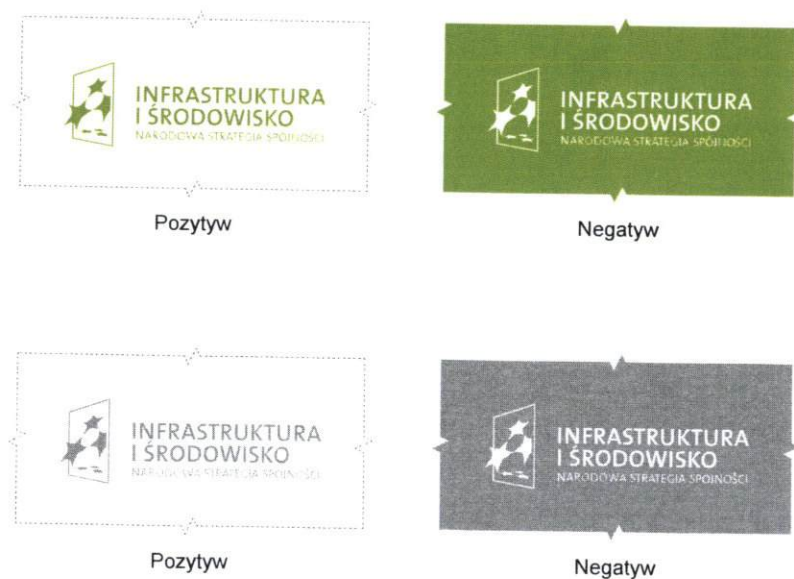 INFRASTRUKTURA
I ŚRODOWISKO
NARODOWA STRATEGIA SPÓJNOŚCI
Pozytyw
INFRASTRUKTURA
I ŚRODOWISKO
NARODOWA STRATEGIA SPÓJNOŚCI
Negatyw
INFRASTRUKTURA
I ŚRODOWISKO
NARODOWA STRATEGIA SPÓJNOŚCI
Pozytyw
INFRASTRUKTURA
I ŚRODOWISKO
NARODOWA STRATEGIA SPÓJNOŚCI
Negatyw